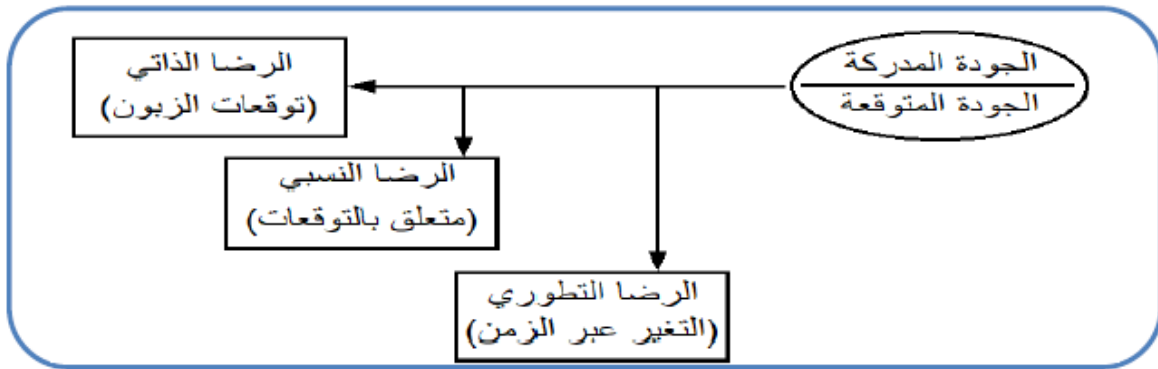 الجودة المدركة
الجودة المتوقعة
الرضا الذاتي
(توقعات الزبون)
الرضا النسبي
(متعلق بالتوقعات)
الرضا التطوري
(التغير عبر الزمن)